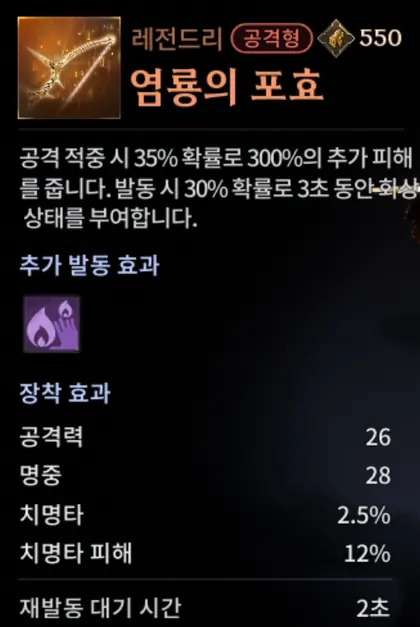 레전드리 공격형 550
염룡의 포효
공격 적중 시 35% 확률로 300%의 추가 피해
를 줍니다. 발동 시 30% 확률로 3초 동안 화상
상태를 부여합니다.
추가 발동 효과
장착 효과
공격력 26
명중 28
치명타 2.5%
치명타 피해 12%
재발동 대기 시간 2초